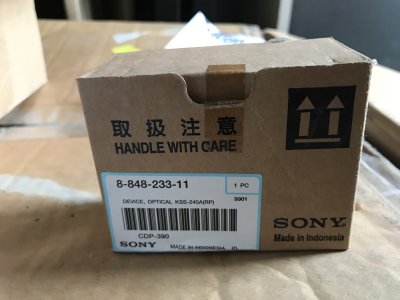 取扱注意
HANDLE WITH CARE
8-848-233-11
1 PC
DEVICE, OPTICAL KSS-240A(RP)
9901
CDP-390
SONY
MADE IN INDONESIA
SONY
Made in Indonesia